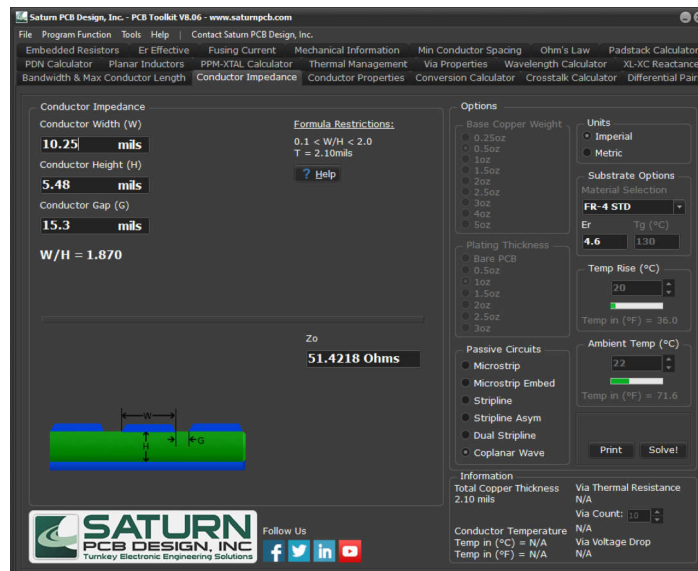 Saturn PCB Design, Inc. - PCB Toolkit V8.06 - www.saturnpcb.com
File Program Function Tools Help | Contact Saturn PCB Design, Inc.
Embedded Resistors Er Effective Fusing Current Mechanical Information Min Conductor Spacing Ohm's Law Padstack Calculator
PDN Calculator Planar Inductors PPM-XTAL Calculator Thermal Management Via Properties Wavelength Calculator XL-XC Reactance
Bandwidth & Max Conductor Length Conductor Impedance Conductor Properties Conversion Calculator Crosstalk Calculator Differential Pair
Conductor Impedance
Conductor Width (W)
10.25 mils
Conductor Height (H)
5.48 mils
Conductor Gap (G)
15.3 mils
W/H = 1.870
Formula Restrictions:
0.1 < W/H < 2.0
T = 2.10mils
? Help
Zo
51.4218 Ohms
W
H
G
Options
Base Copper Weight
0.25oz
0.5oz
1oz
1.5oz
2oz
2.5oz
3oz
4oz
5oz
Plating Thickness
Bare PCB
0.5oz
1oz
1.5oz
2oz
2.5oz
3oz
Passive Circuits
Microstrip
Microstrip Embed
Stripline
Stripline Asym
Dual Stripline
Coplanar Wave
Units
Imperial
Metric
Substrate Options
Material Selection
FR-4 STD
Er Tg (°C)
4.6 130
Temp Rise (°C)
20
Temp in (°F) = 36.0
Ambient Temp (°C)
22
Temp in (°F) = 71.6
Print Solve!
Information
Total Copper Thickness
2.10 mils
Conductor Temperature
Temp in (°C) = N/A
Temp in (°F) = N/A
Via Thermal Resistance
N/A
Via Count: 10
N/A
Via Voltage Drop
N/A
SATURN
PCB DESIGN, INC
Turnkey Electronic Engineering Solutions
Follow Us
f
in